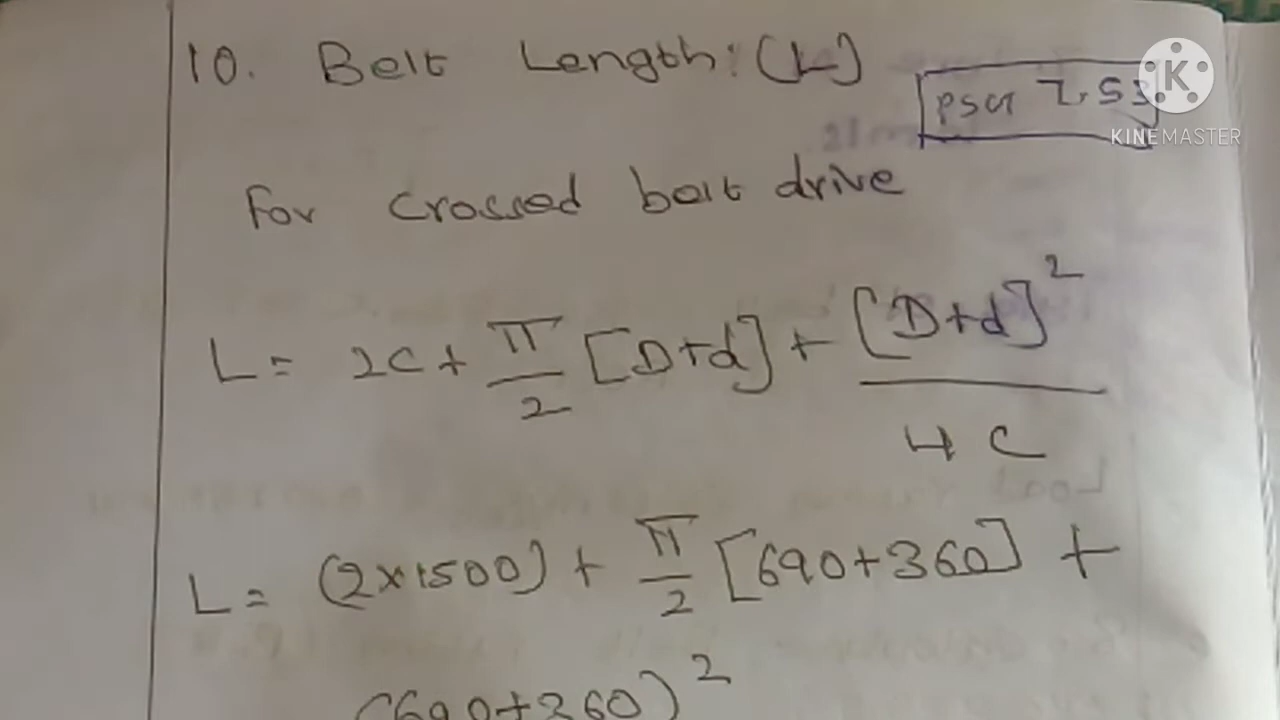 10. Belt Length: (L)
PSG 7.53
K
KINEMASTER
For crossed belt drive
L = 2C + π/2 [D+d] + [D+d]² / 4C
L = (2×1500) + π/2 [690+360] +
(690+360)²